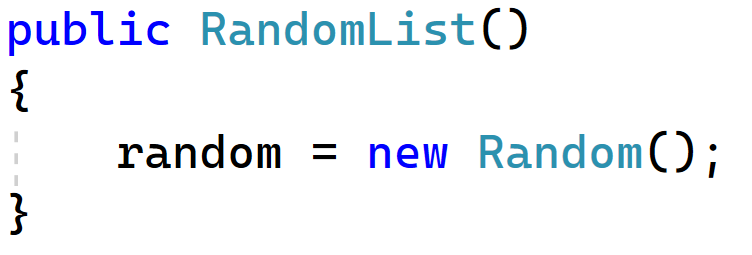 public RandomList()
{
    random = new Random();
}